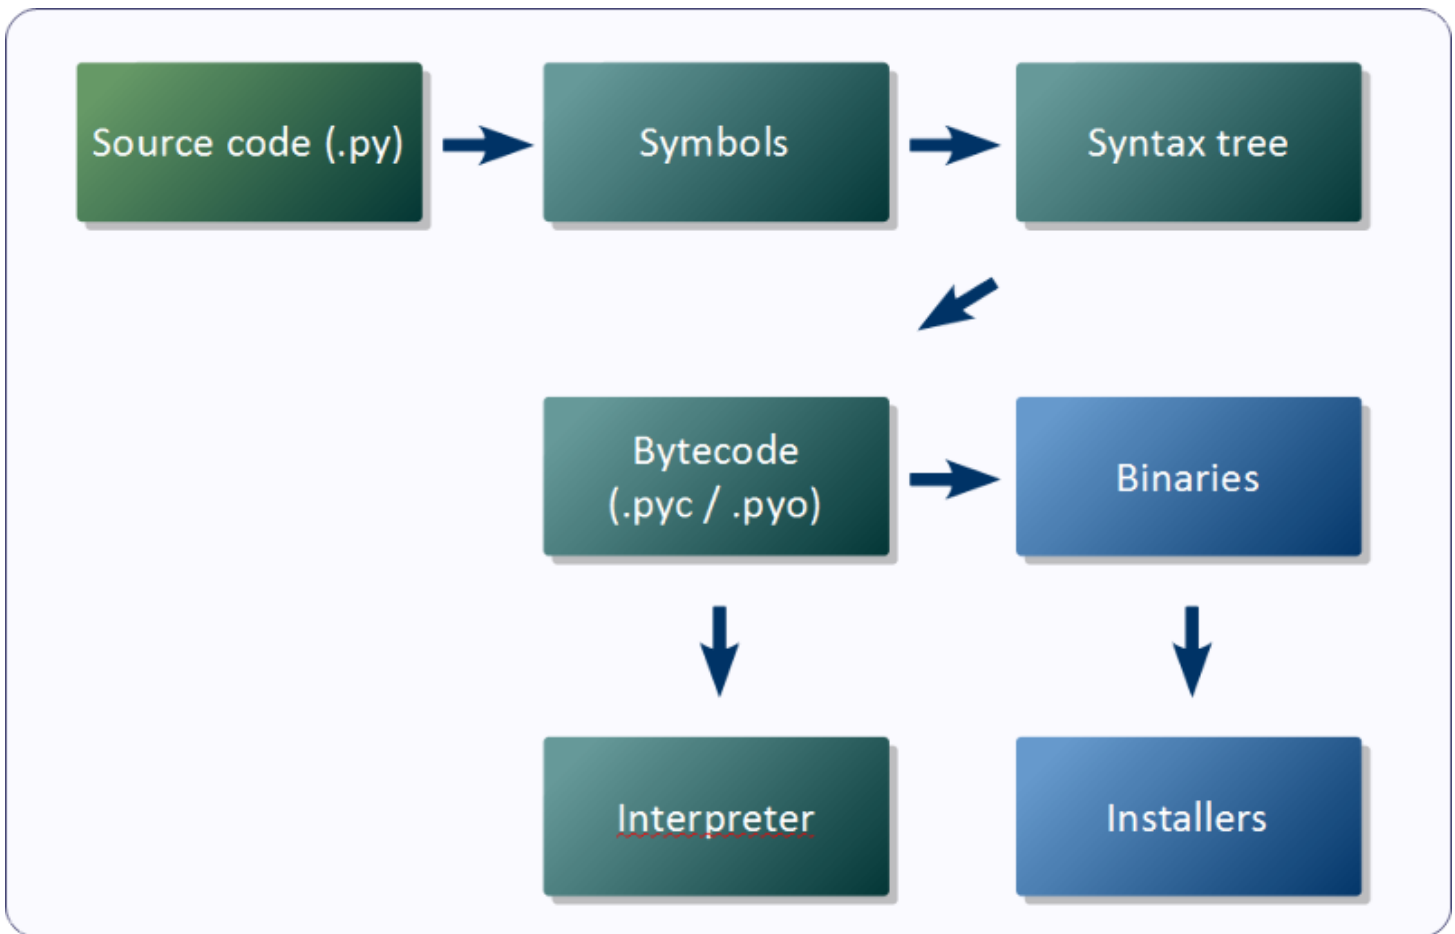 Source code (.py)
Symbols
Syntax tree
Bytecode
(.pyc / .pyo)
Binaries
Interpreter
Installers